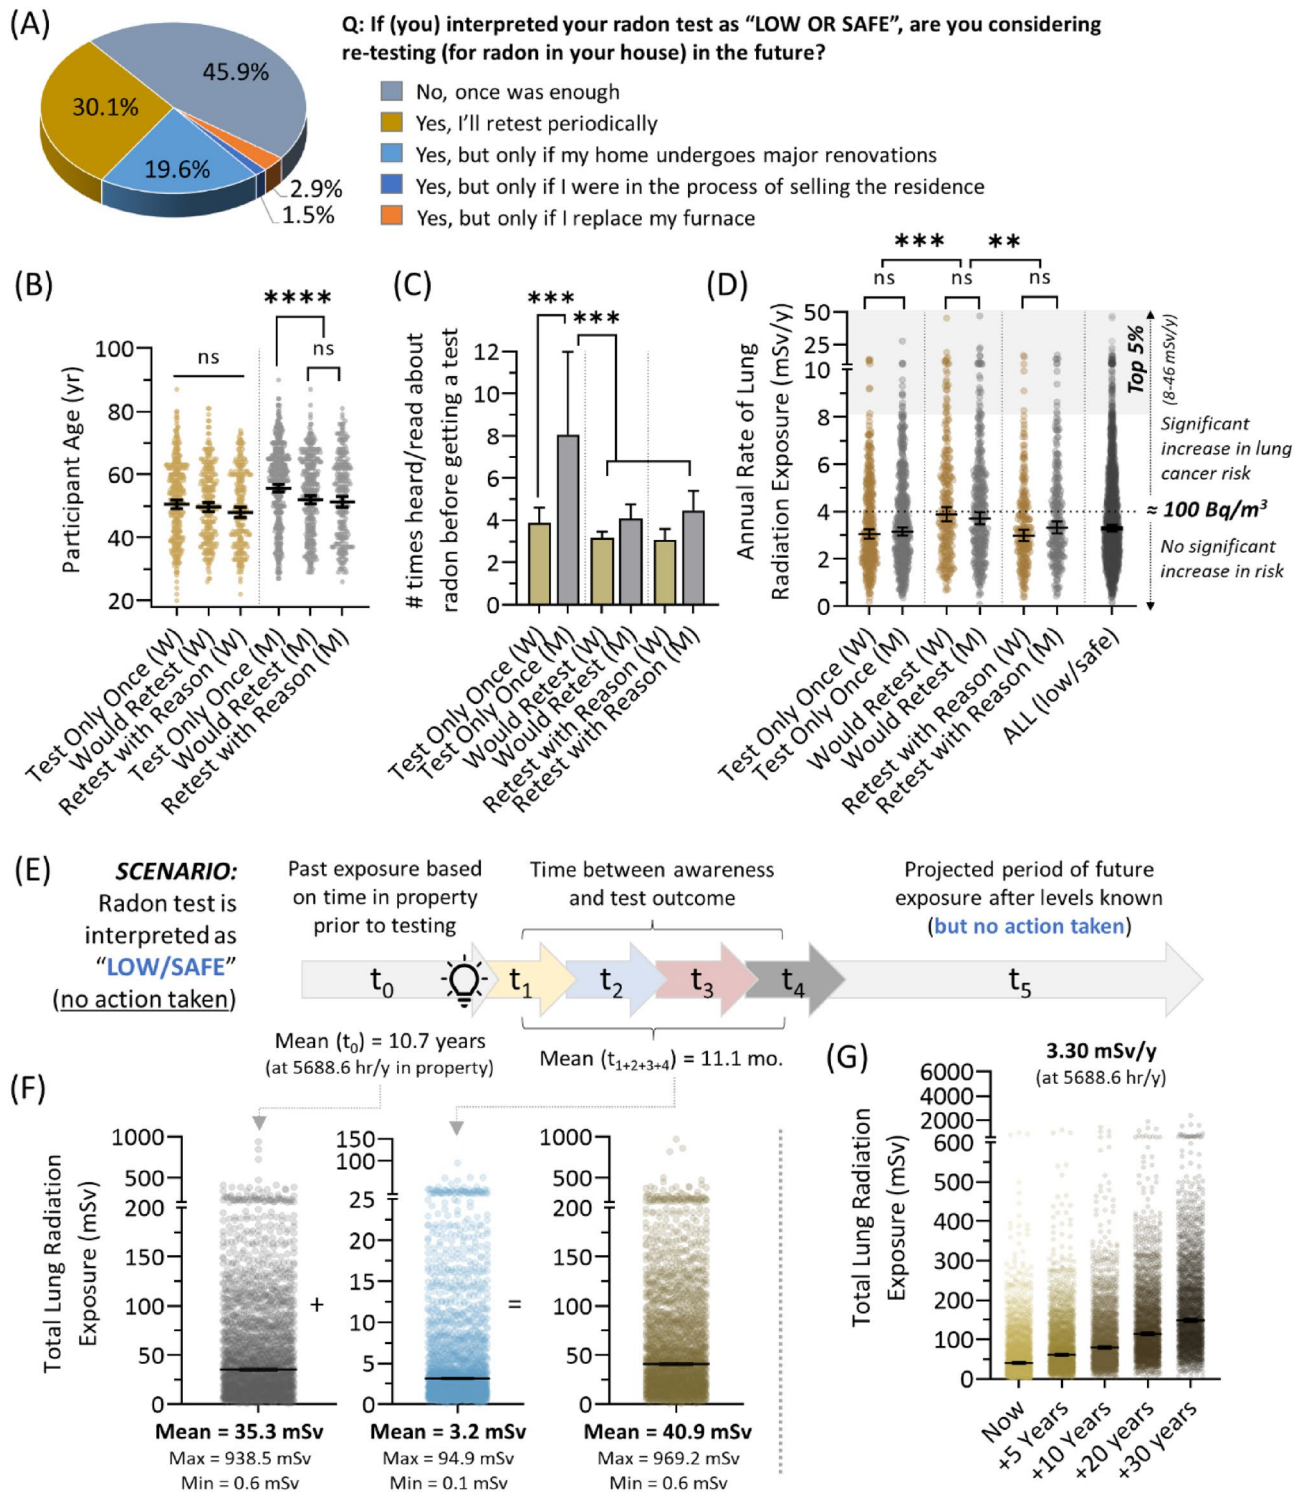 (A)
Q: If (you) interpreted your radon test as “LOW OR SAFE”, are you considering
re-testing (for radon in your house) in the future?
45.9%
30.1%
19.6%
2.9%
1.5%
No, once was enough
Yes, I’ll retest periodically
Yes, but only if my home undergoes major renovations
Yes, but only if I were in the process of selling the residence
Yes, but only if I replace my furnace
(B)
Participant Age (yr)
100
80
60
40
20
ns
****
ns
Test Only Once (W)
Would Retest (W)
Retest with Reason (W)
Test Only Once (M)
Would Retest (M)
Retest with Reason (M)
(C)
# times heard/read about
radon before getting a test
12
10
8
6
4
2
0
***
***
Test Only Once (W)
Test Only Once (M)
Would Retest (W)
Would Retest (M)
Retest with Reason (W)
Retest with Reason (M)
(D)
Annual Rate of Lung
Radiation Exposure (mSv/y)
50
25
10
8
6
4
2
0
***
**
ns
ns
ns
Top 5%
(8-46 mSv/y)
Significant
increase in lung
cancer risk
≈ 100 Bq/m³
No significant
increase in risk
Test Only Once (W)
Test Only Once (M)
Would Retest (W)
Would Retest (M)
Retest with Reason (W)
Retest with Reason (M)
ALL (low/safe)
(E)
SCENARIO:
Radon test is
interpreted as
“LOW/SAFE”
(no action taken)
Past exposure based
on time in property
prior to testing
Time between awareness
and test outcome
Projected period of future
exposure after levels known
(but no action taken)
t0
t1
t2
t3
t4
t5
Mean (t0) = 10.7 years
(at 5688.6 hr/y in property)
Mean (t1+2+3+4) = 11.1 mo.
(F)
Total Lung Radiation
Exposure (mSv)
1000
500
200
150
100
50
0
Mean = 35.3 mSv
Max = 938.5 mSv
Min = 0.6 mSv
+
150
100
25
20
15
10
5
0
Mean = 3.2 mSv
Max = 94.9 mSv
Min = 0.1 mSv
=
1000
500
200
150
100
50
0
Mean = 40.9 mSv
Max = 969.2 mSv
Min = 0.6 mSv
(G)
3.30 mSv/y
(at 5688.6 hr/y)
Total Lung Radiation
Exposure (mSv)
6000
4000
2000
600
500
400
300
200
100
0
Now
+5 Years
+10 Years
+20 years
+30 years